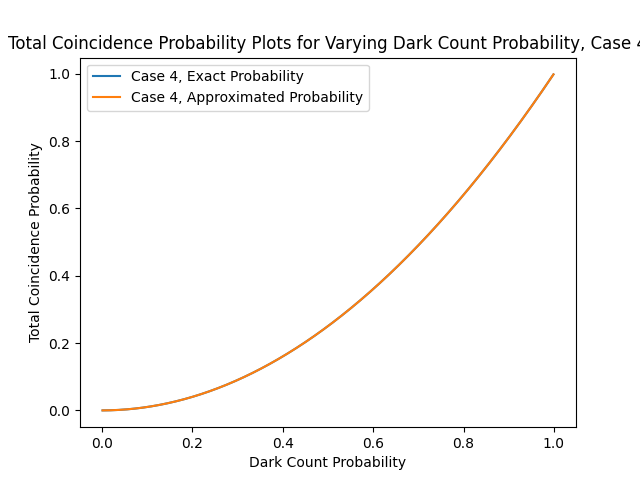 Total Coincidence Probability Plots for Varying Dark Count Probability, Case 4
Case 4, Exact Probability
Case 4, Approximated Probability
Total Coincidence Probability
1.0
0.8
0.6
0.4
0.2
0.0
0.0 0.2 0.4 0.6 0.8 1.0
Dark Count Probability